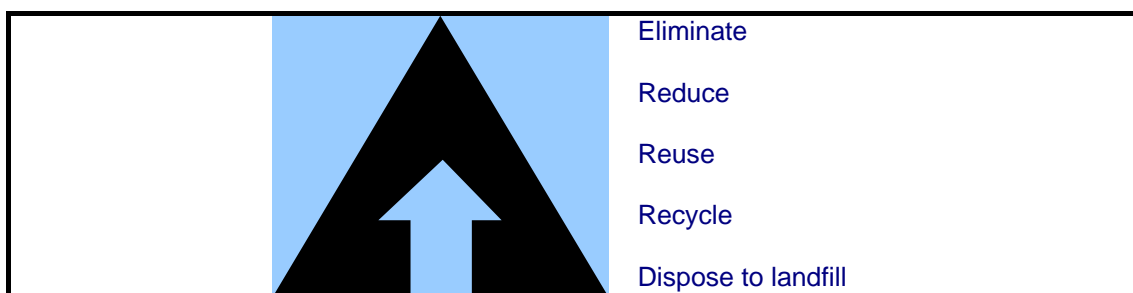 Eliminate
Reduce
Reuse
Recycle
Dispose to landfill